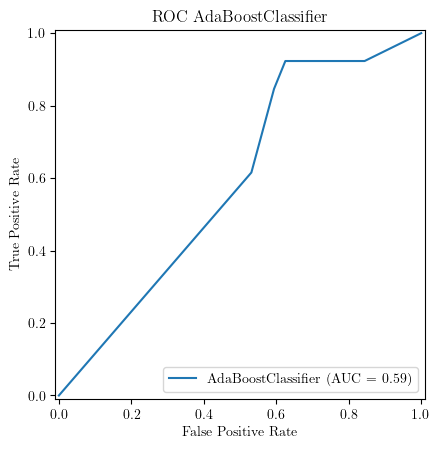 ROC AdaBoostClassifier
1.0
0.8
0.6
0.4
0.2
0.0
True Positive Rate
AdaBoostClassifier (AUC = 0.59)
0.0 0.2 0.4 0.6 0.8 1.0
False Positive Rate